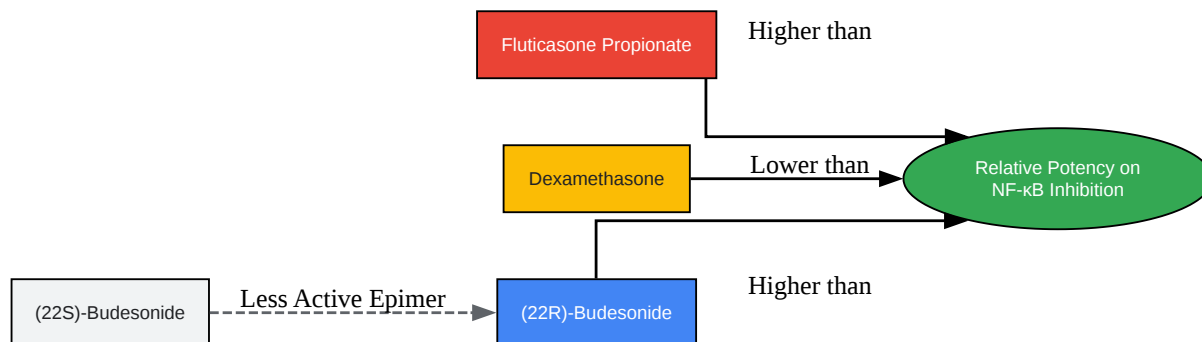 Fluticasone Propionate
Higher than
Dexamethasone
Lower than
Relative Potency on
NF-κB Inhibition
(22S)-Budesonide
Less Active Epimer
(22R)-Budesonide
Higher than